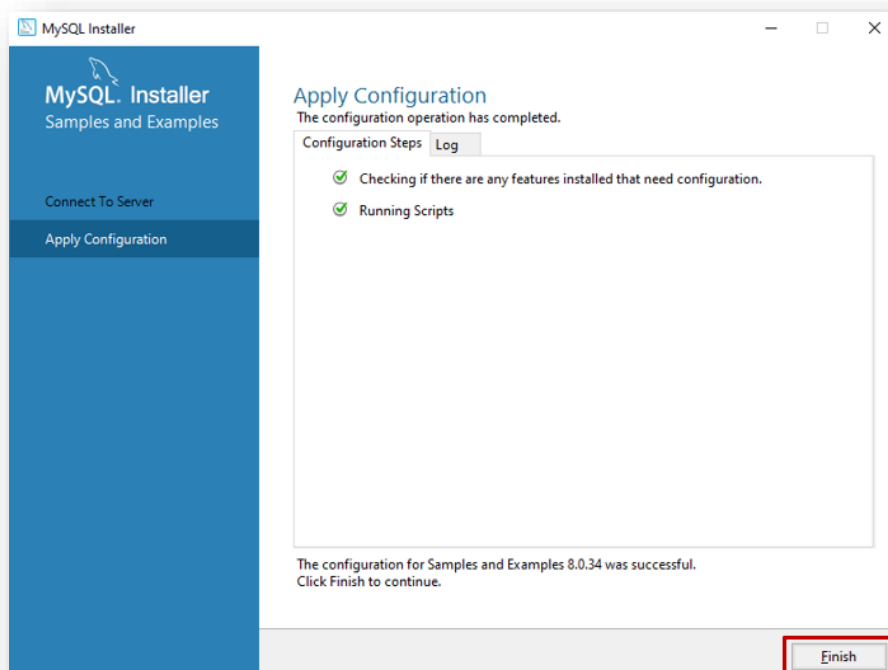 MySQL Installer
MySQL. Installer
Samples and Examples
Connect To Server
Apply Configuration
Apply Configuration
The configuration operation has completed.
Configuration Steps Log
Checking if there are any features installed that need configuration.
Running Scripts
The configuration for Samples and Examples 8.0.34 was successful.
Click Finish to continue.
Finish